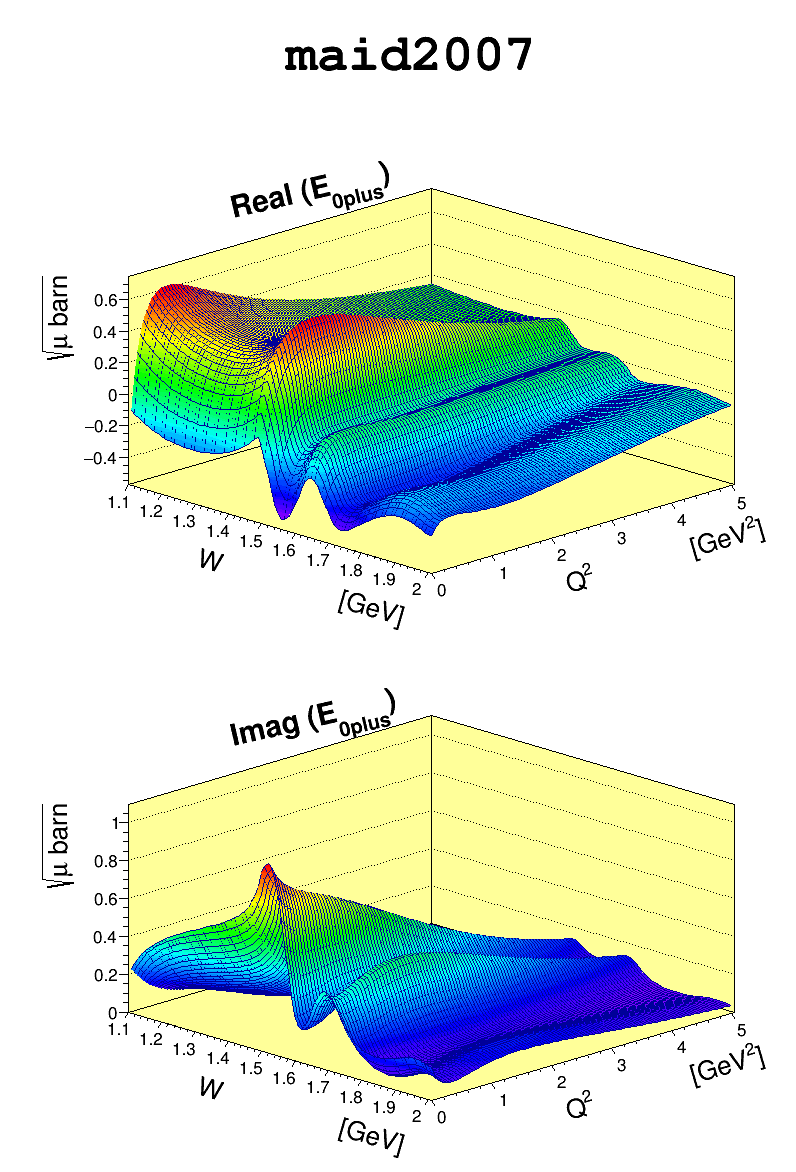 maid2007
Real (E0plus)
√μ barn
0.6
0.4
0.2
0
−0.2
−0.4
1.1 1.2 1.3 1.4 1.5 1.6 1.7 1.8 1.9 2
W
[GeV]
0 1 2 3 4 5
Q²
[GeV²]
Imag (E0plus)
√μ barn
1
0.8
0.6
0.4
0.2
0
1.1 1.2 1.3 1.4 1.5 1.6 1.7 1.8 1.9 2
W
[GeV]
0 1 2 3 4 5
Q²
[GeV²]